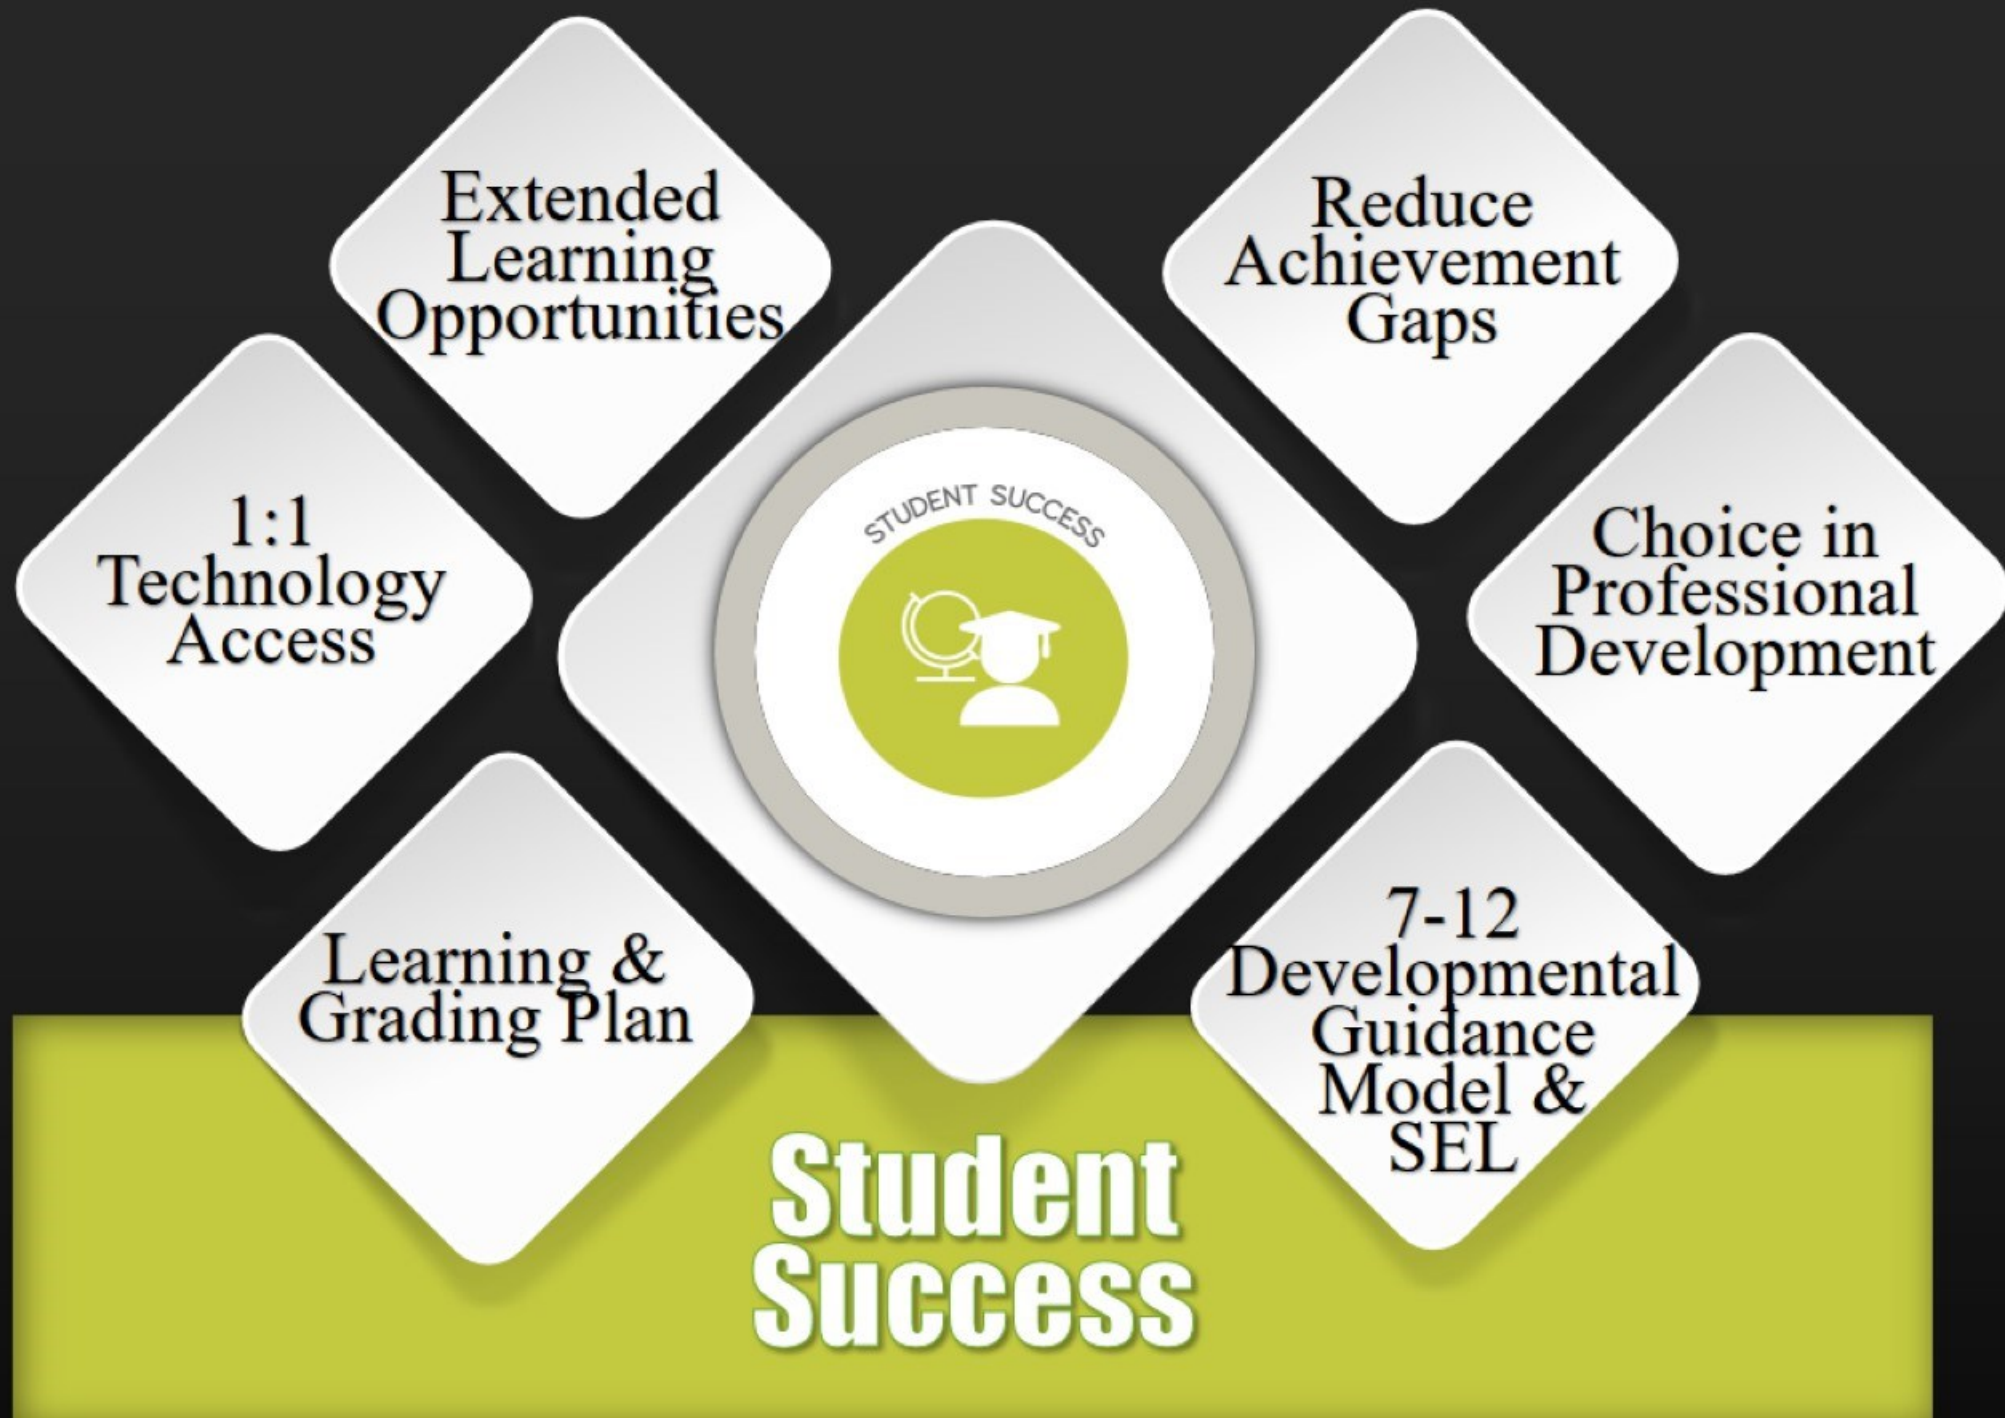 Extended
Learning
Opportunities
Reduce
Achievement
Gaps
1:1
Technology
Access
STUDENT SUCCESS
Choice in
Professional
Development
Learning &
Grading Plan
7-12
Developmental
Guidance
Model &
SEL
Student
Success